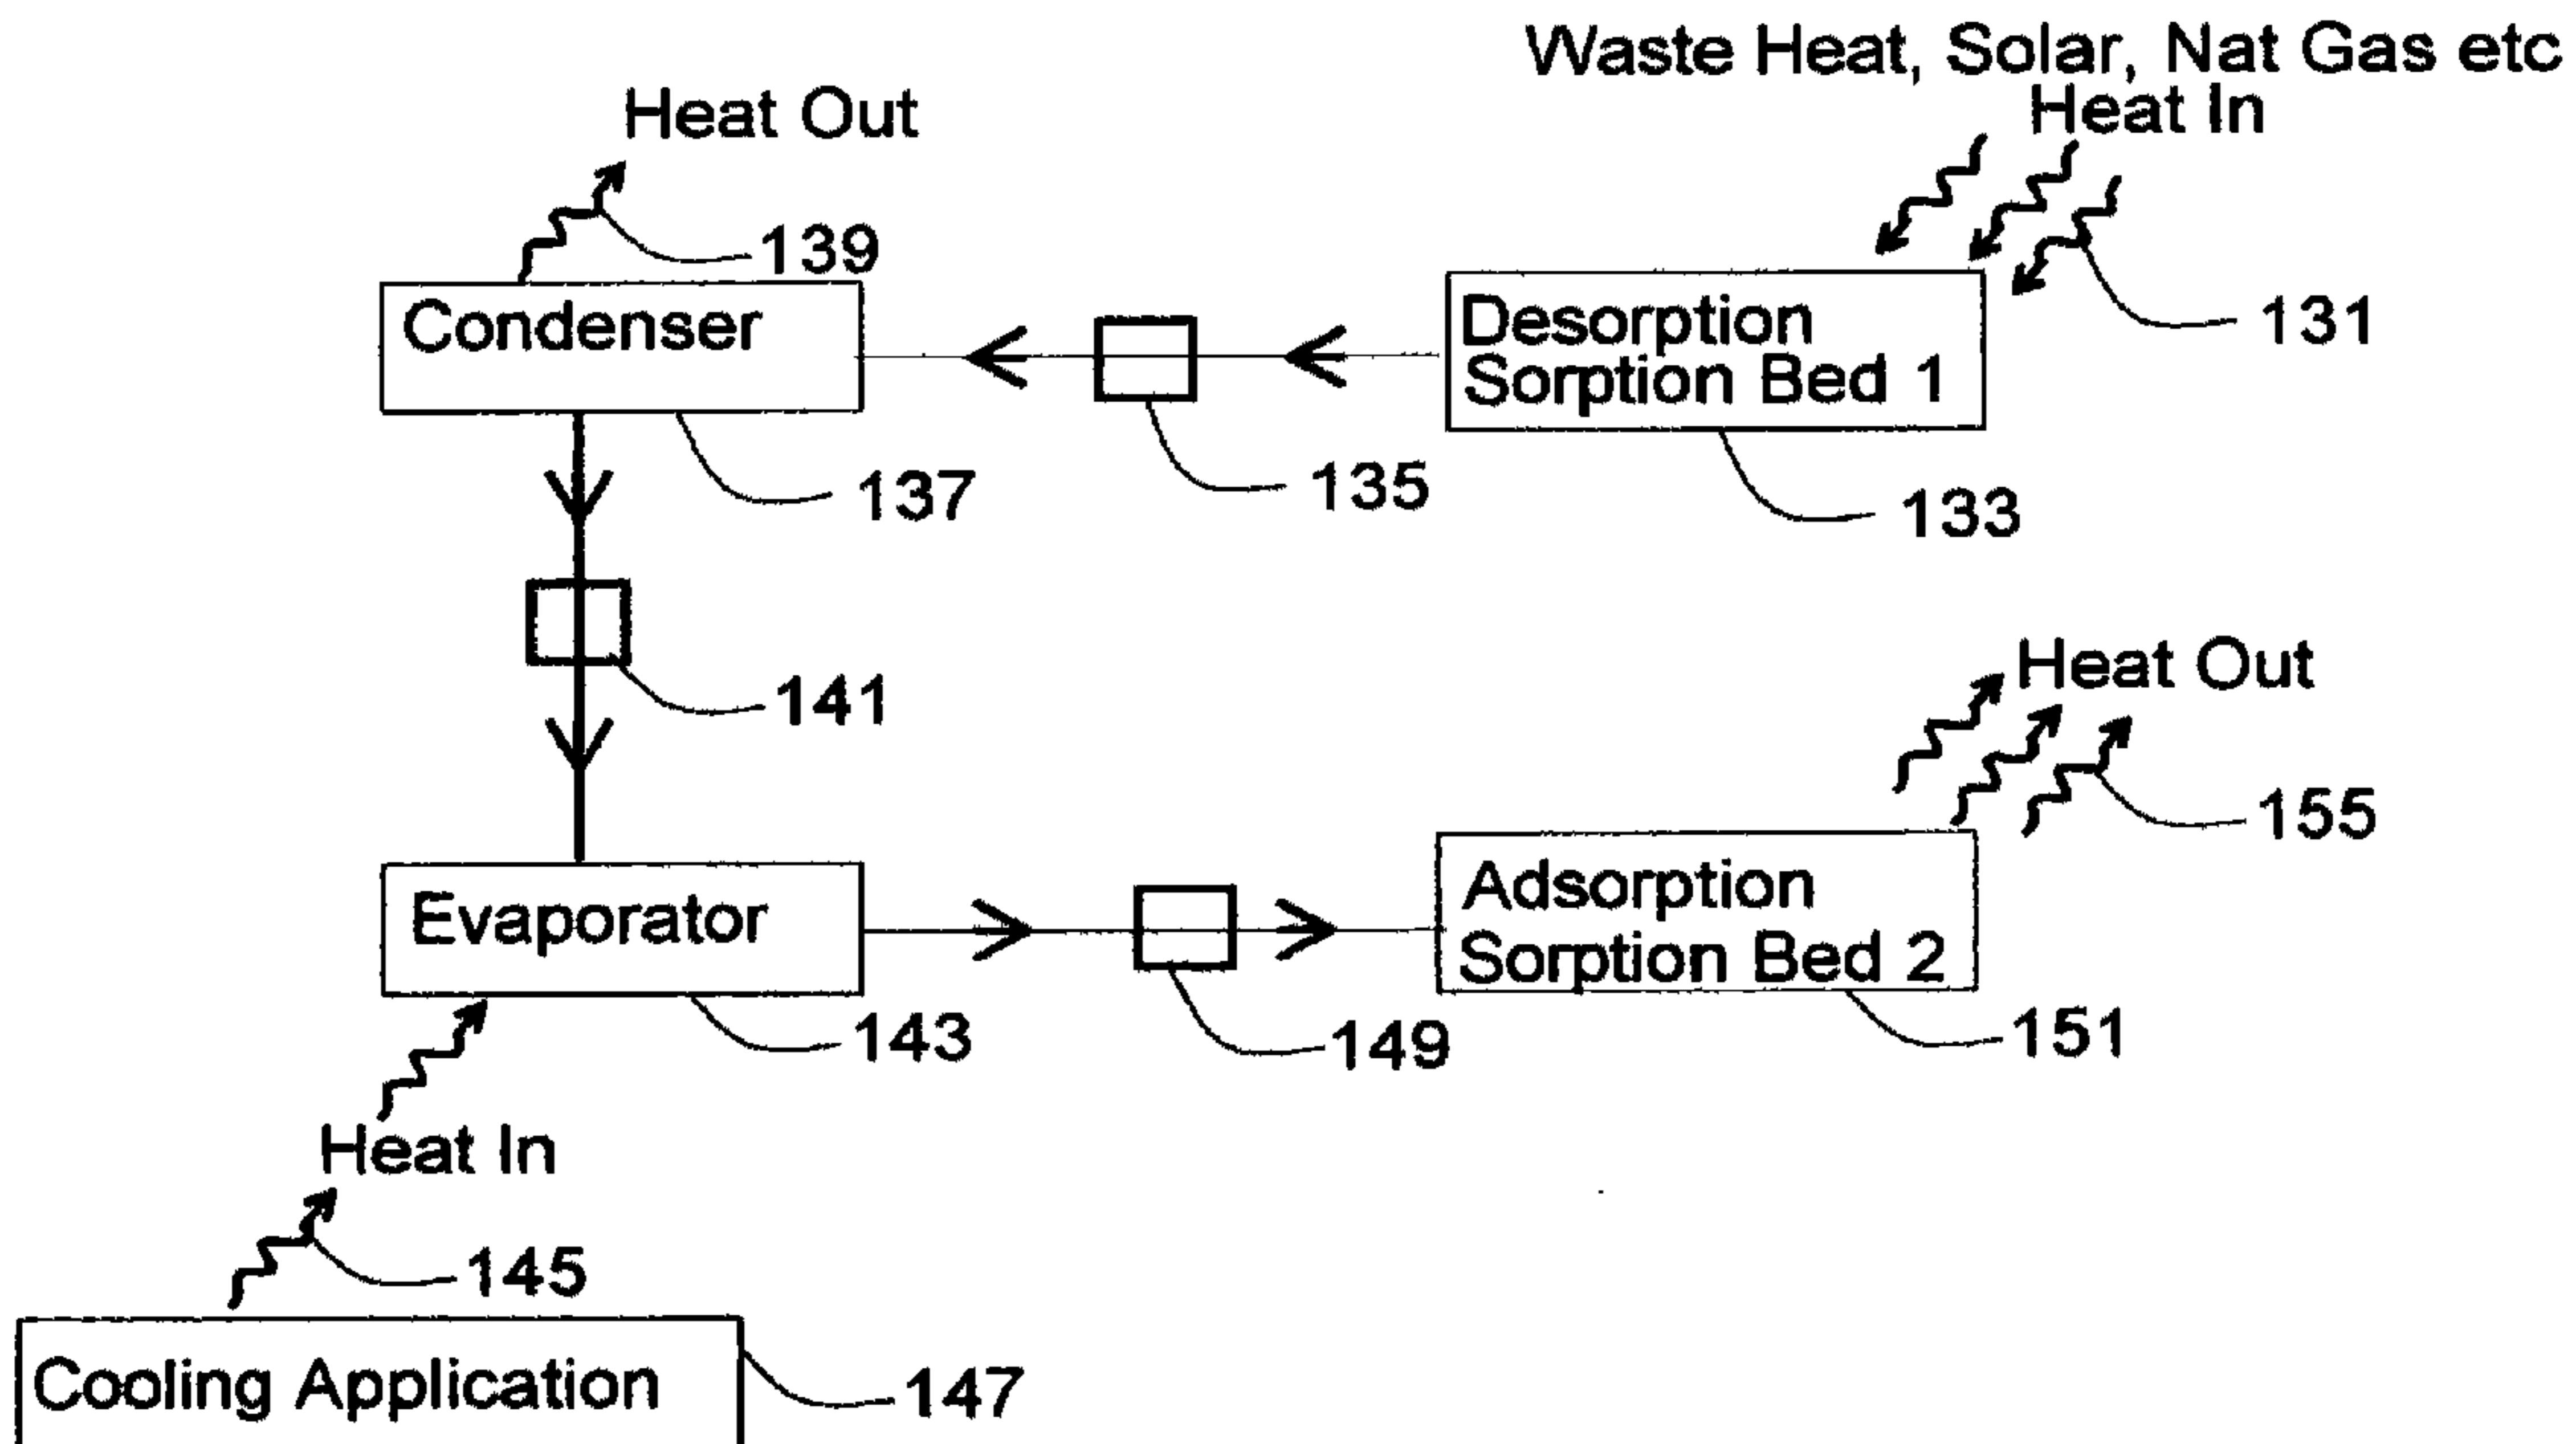 Waste Heat, Solar, Nat Gas etc
Heat In
Heat Out
139
131
Condenser
Desorption
Sorption Bed 1
137
135
133
141
Heat Out
155
Evaporator
Adsorption
Sorption Bed 2
143
149
151
Heat In
145
Cooling Application
147